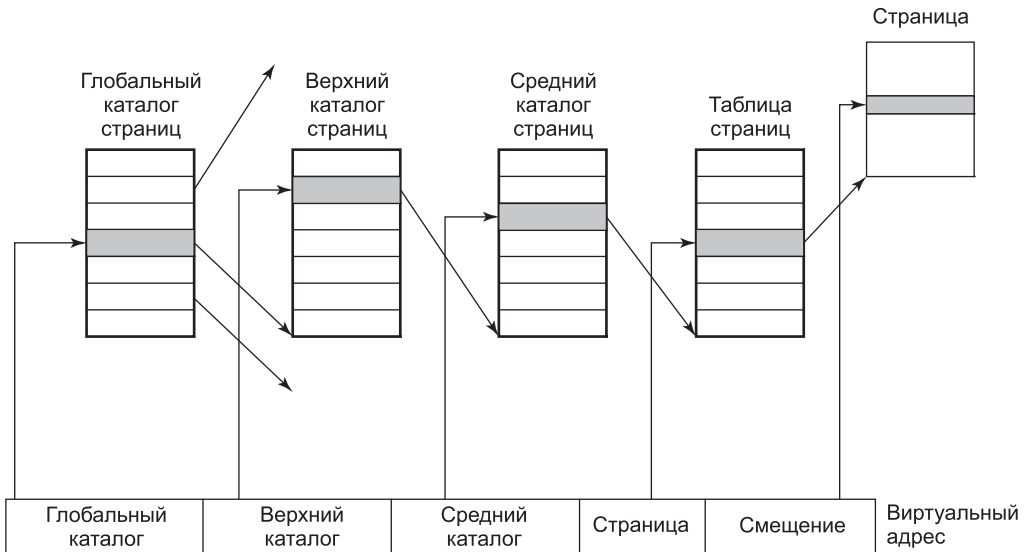 Страница
Глобальный
каталог
страниц
Верхний
каталог
страниц
Средний
каталог
страниц
Таблица
страниц
Глобальный
каталог
Верхний
каталог
Средний
каталог
Страница
Смещение
Виртуальный
адрес